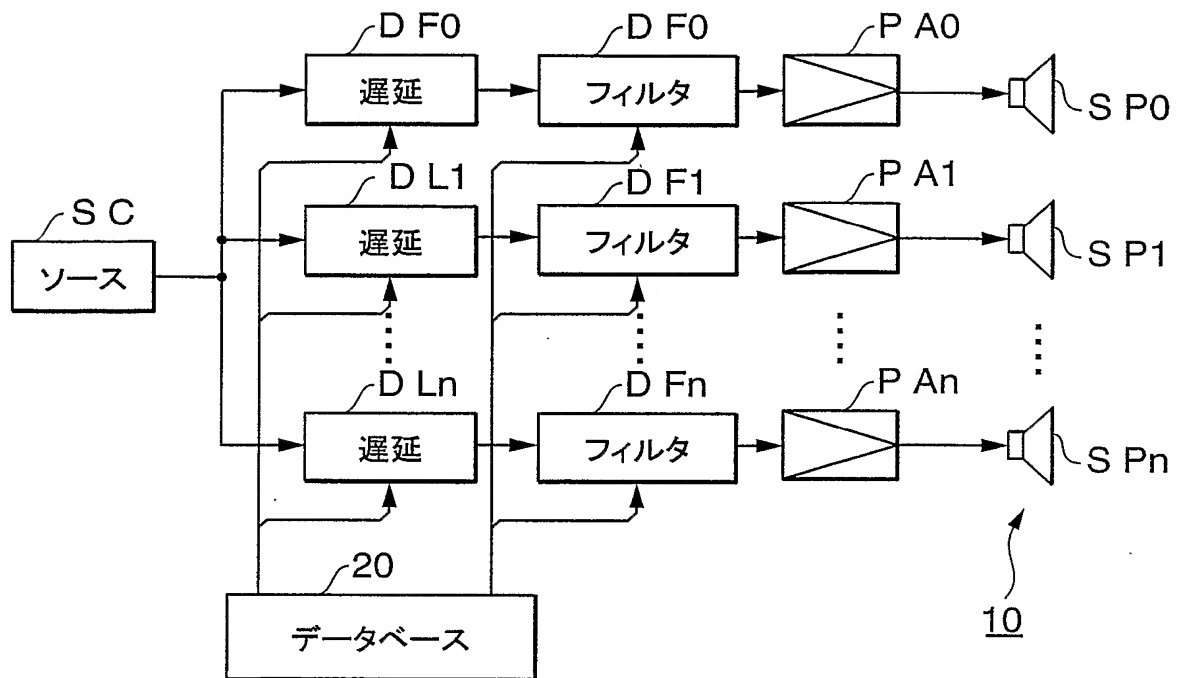 D F0 D F0 P A0
遅延 フィルタ S P0
D L1 D F1 P A1
S C
遅延 フィルタ S P1
ソース
D Ln D Fn P An
遅延 フィルタ S Pn
20
データベース
10